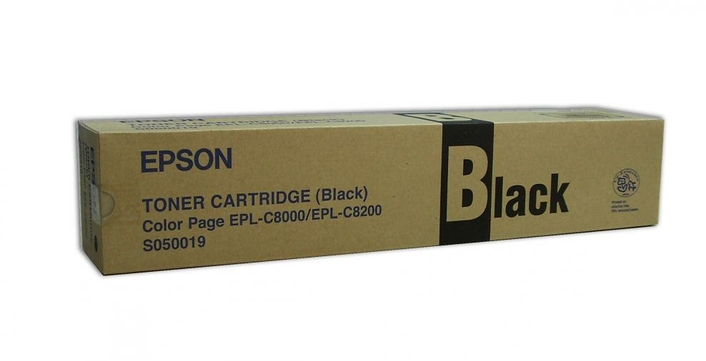 EPSON
TONER CARTRIDGE (Black)
Color Page EPL-C8000/EPL-C8200
S050019
Black